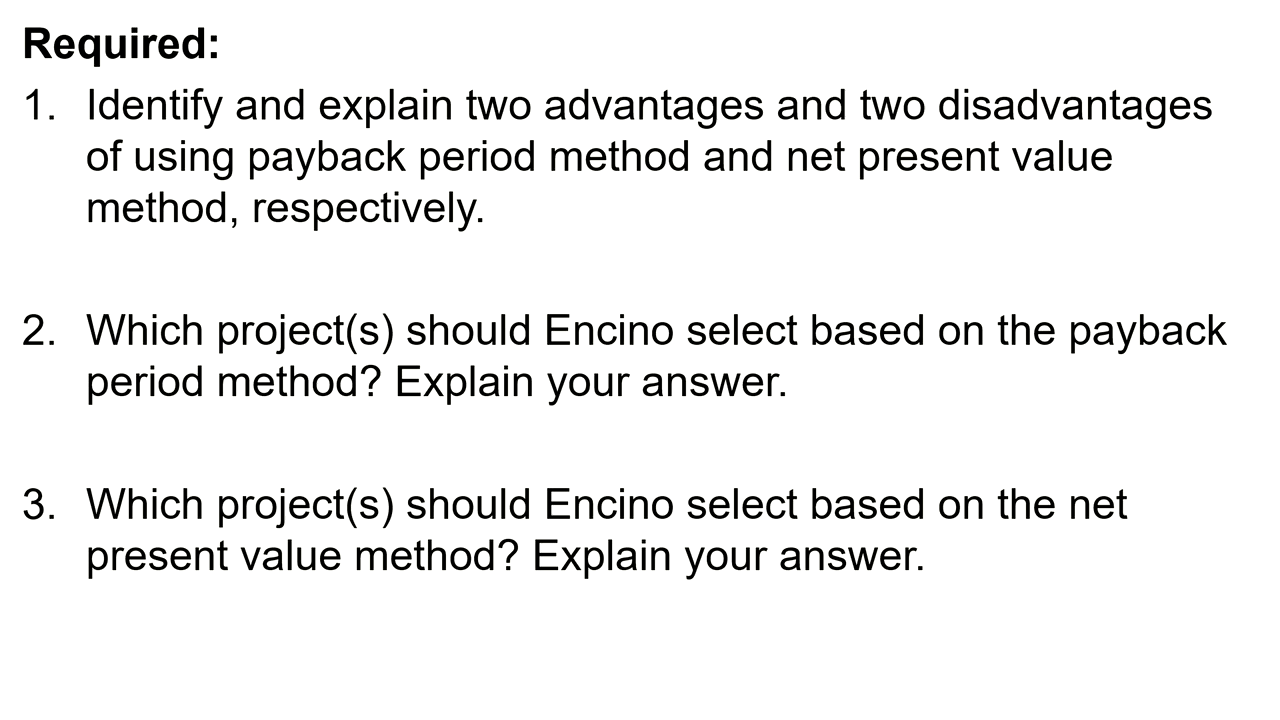 Required:
1. Identify and explain two advantages and two disadvantages
of using payback period method and net present value
method, respectively.
2. Which project(s) should Encino select based on the payback
period method? Explain your answer.
3. Which project(s) should Encino select based on the net
present value method? Explain your answer.